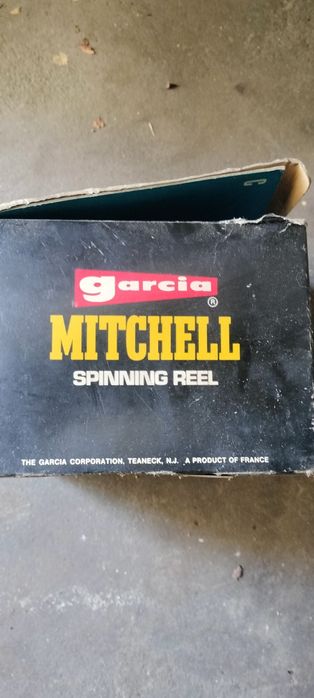 garcia
®
MITCHELL
SPINNING REEL
THE GARCIA CORPORATION, TEANECK, N.J. A PRODUCT OF FRANCE